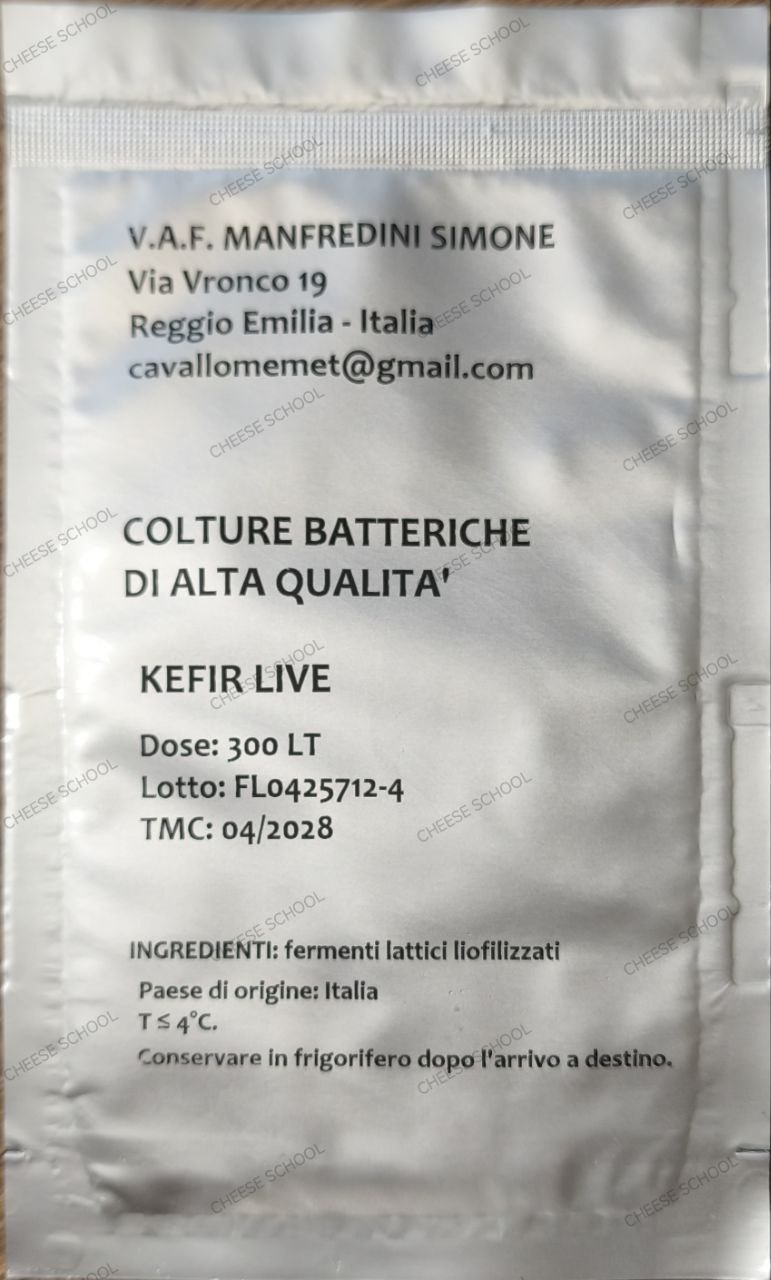 V.A.F. MANFREDINI SIMONE
Via Vronco 19
Reggio Emilia - Italia
cavallomemet@gmail.com
COLTURE BATTERICHE
DI ALTA QUALITA'
KEFIR LIVE
Dose: 300 LT
Lotto: FL0425712-4
TMC: 04/2028
INGREDIENTI: fermenti lattici liofilizzati
Paese di origine: Italia
T ≤ 4°C.
Conservare in frigorifero dopo l'arrivo a destino.
CHEESE SCHOOL